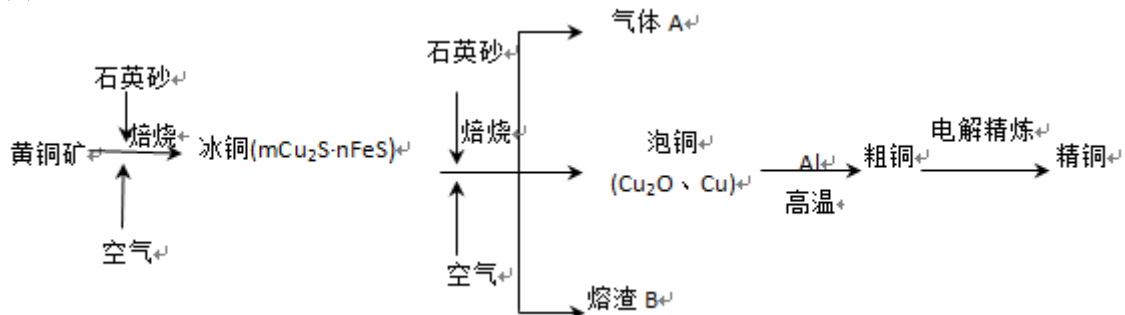 气体 A↵
石英砂↵
石英砂↵
黄铜矿↵
焙烧↵
冰铜(mCu₂S·nFeS)↵
焙烧↵
泡铜↵
(Cu₂O、Cu)↵
Al↵
高温↵
粗铜↵
电解精炼↵
精铜↵
空气↵
空气↵
熔渣 B↵